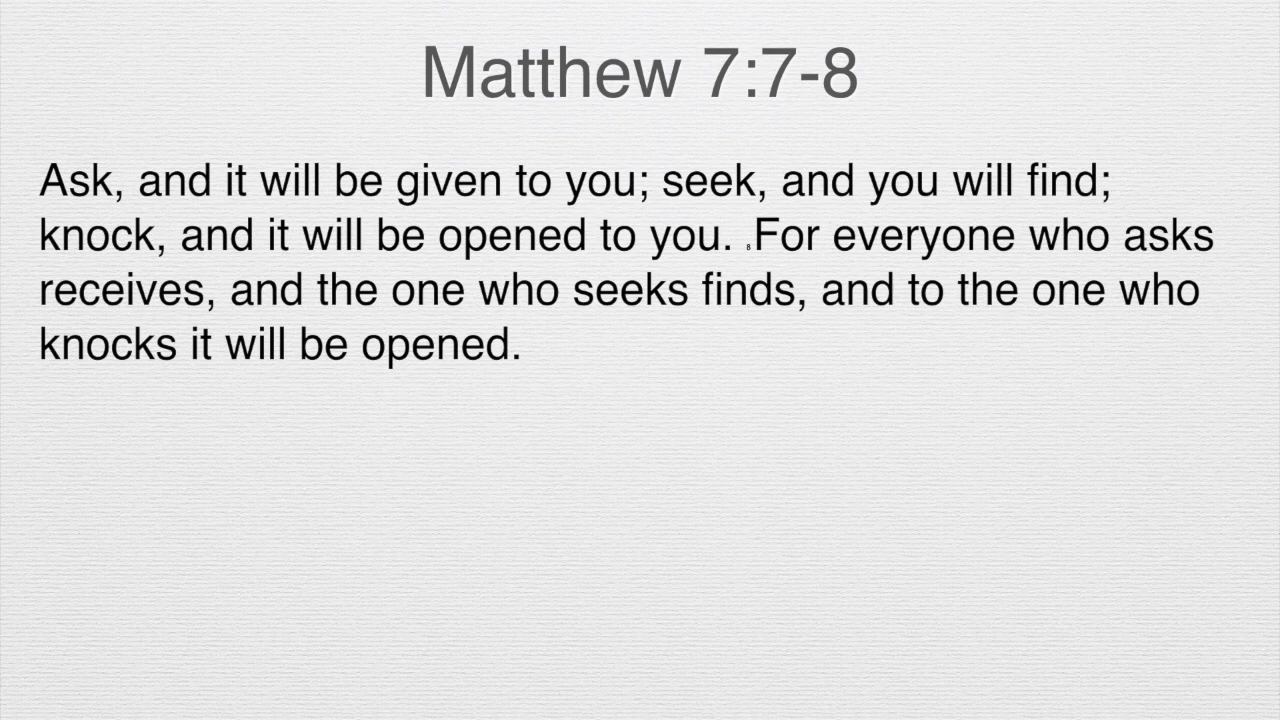 Matthew 7:7-8
Ask, and it will be given to you; seek, and you will find;
knock, and it will be opened to you. 8 For everyone who asks
receives, and the one who seeks finds, and to the one who
knocks it will be opened.